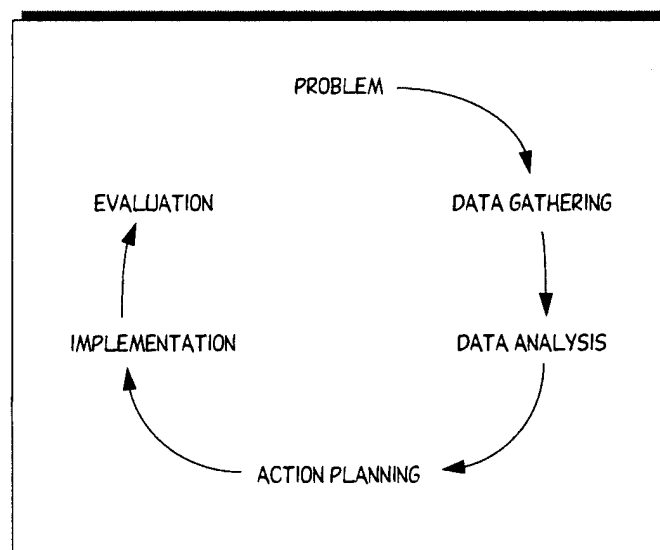 PROBLEM
DATA GATHERING
DATA ANALYSIS
ACTION PLANNING
IMPLEMENTATION
EVALUATION